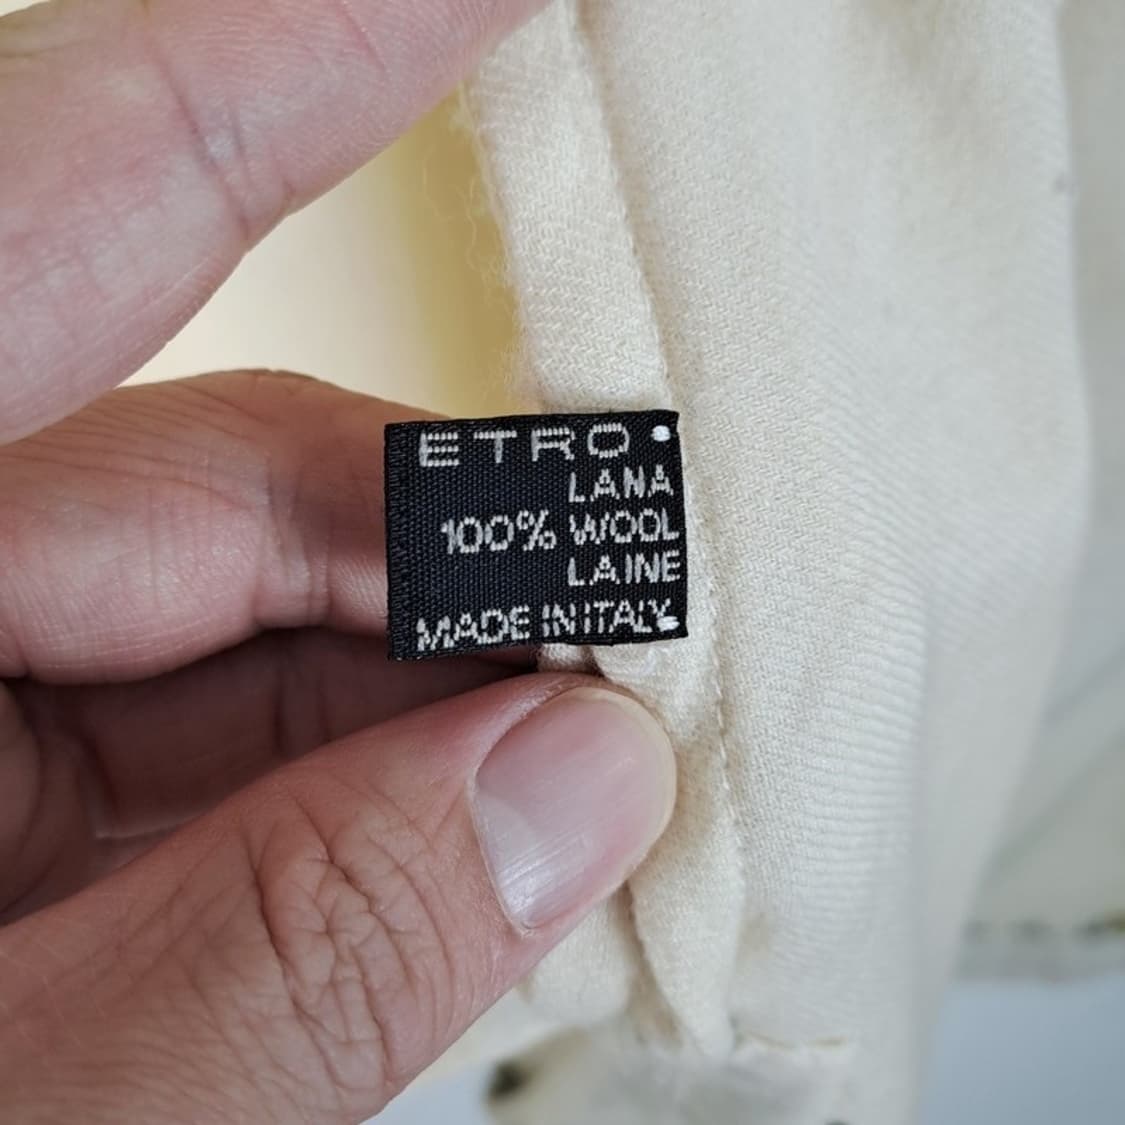 ETRO
LANA
100% WOOL
LAINE
MADE IN ITALY